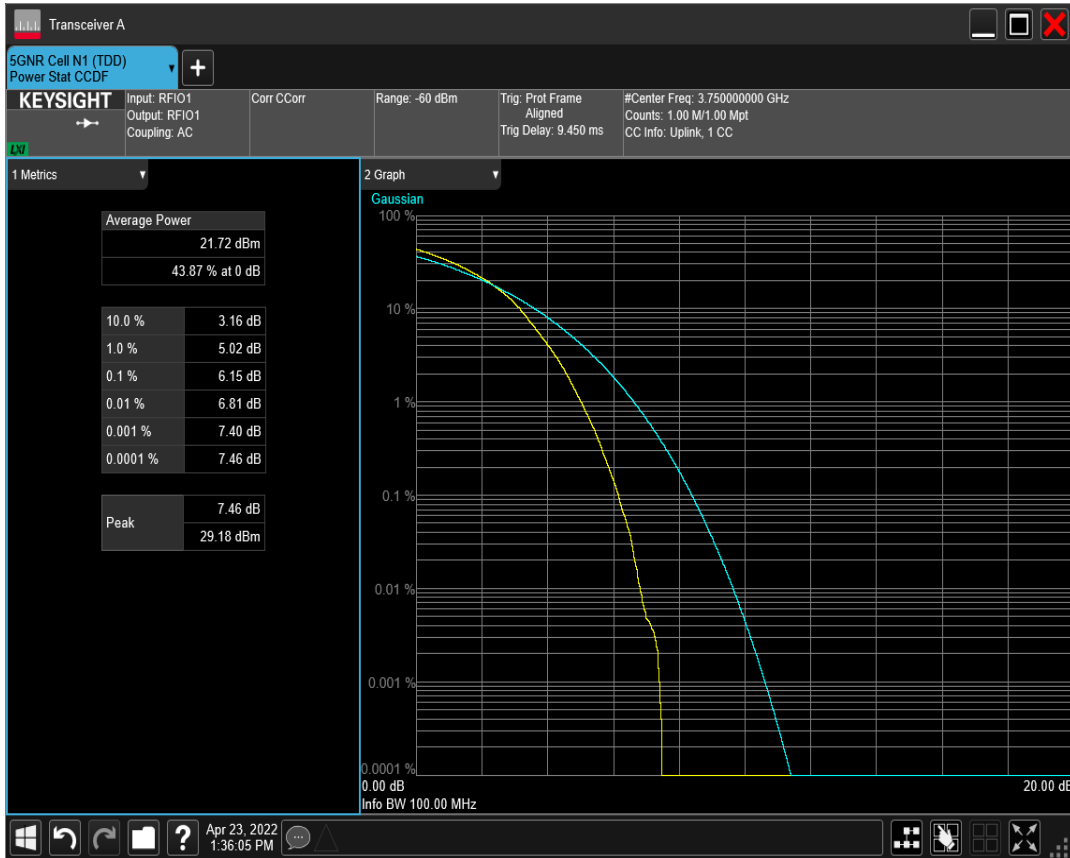 Transceiver A
5GNR Cell N1 (TDD)
Power Stat CCDF
+
KEYSIGHT
LXI
Input: RFIO1
Output: RFIO1
Coupling: AC
Corr CCorr
Range: -60 dBm
Trig: Prot Frame
Aligned
Trig Delay: 9.450 ms
#Center Freq: 3.750000000 GHz
Counts: 1.00 M/1.00 Mpt
CC Info: Uplink, 1 CC
1 Metrics
Average Power
21.72 dBm
43.87 % at 0 dB
10.0 % 3.16 dB
1.0 % 5.02 dB
0.1 % 6.15 dB
0.01 % 6.81 dB
0.001 % 7.40 dB
0.0001 % 7.46 dB
Peak
7.46 dB
29.18 dBm
2 Graph
Gaussian
100 %
10 %
1 %
0.1 %
0.01 %
0.001 %
0.0001 %
0.00 dB 20.00 dB
Info BW 100.00 MHz
?
Apr 23, 2022
1:36:05 PM